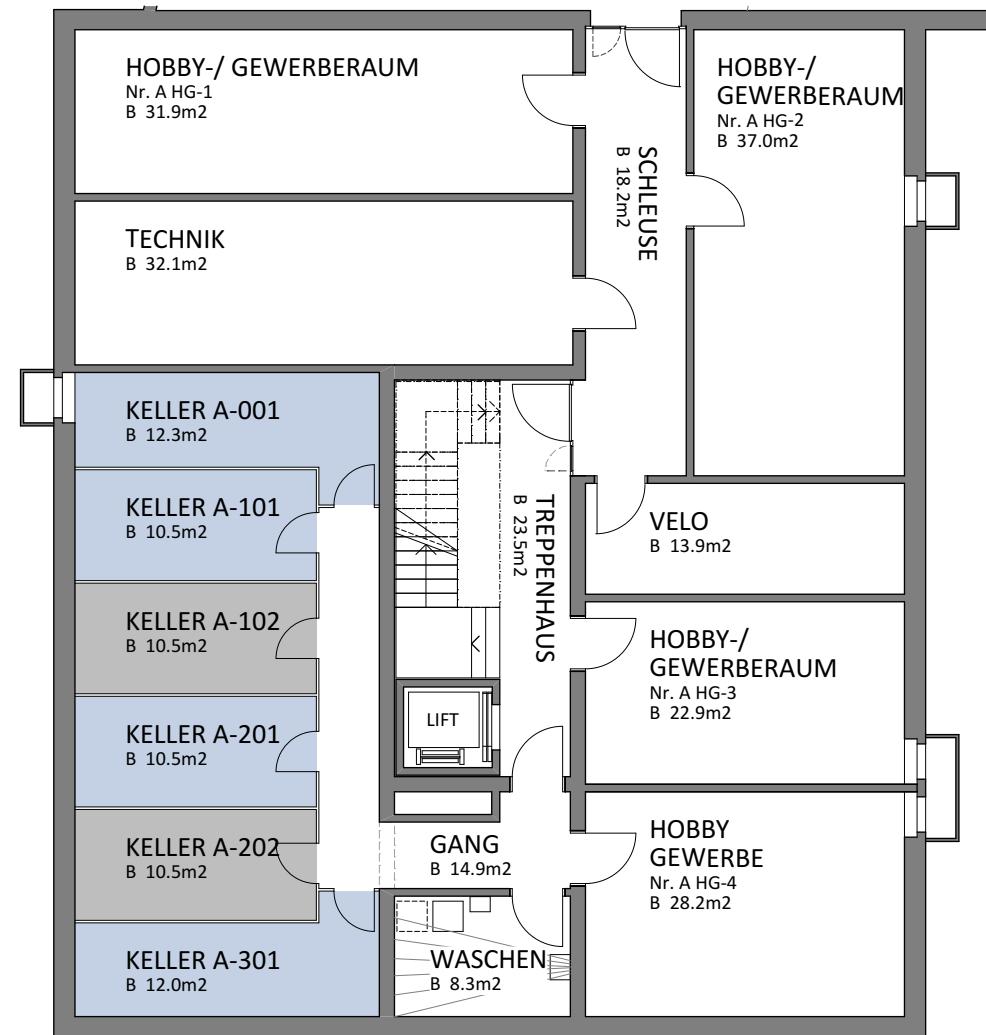 HOBBY-/ GEWERBERAUM
Nr. A HG-1
B 31.9m2
HOBBY-/
GEWERBERAUM
Nr. A HG-2
B 37.0m2
SCHLEUSE
B 18.2m2
TECHNIK
B 32.1m2
KELLER A-001
B 12.3m2
KELLER A-101
B 10.5m2
KELLER A-102
B 10.5m2
KELLER A-201
B 10.5m2
KELLER A-202
B 10.5m2
KELLER A-301
B 12.0m2
TREPPENHAUS
B 23.5m2
LIFT
VELO
B 13.9m2
HOBBY-/
GEWERBERAUM
Nr. A HG-3
B 22.9m2
GANG
B 14.9m2
HOBBY
GEWERBE
Nr. A HG-4
B 28.2m2
WASCHEN
B 8.3m2